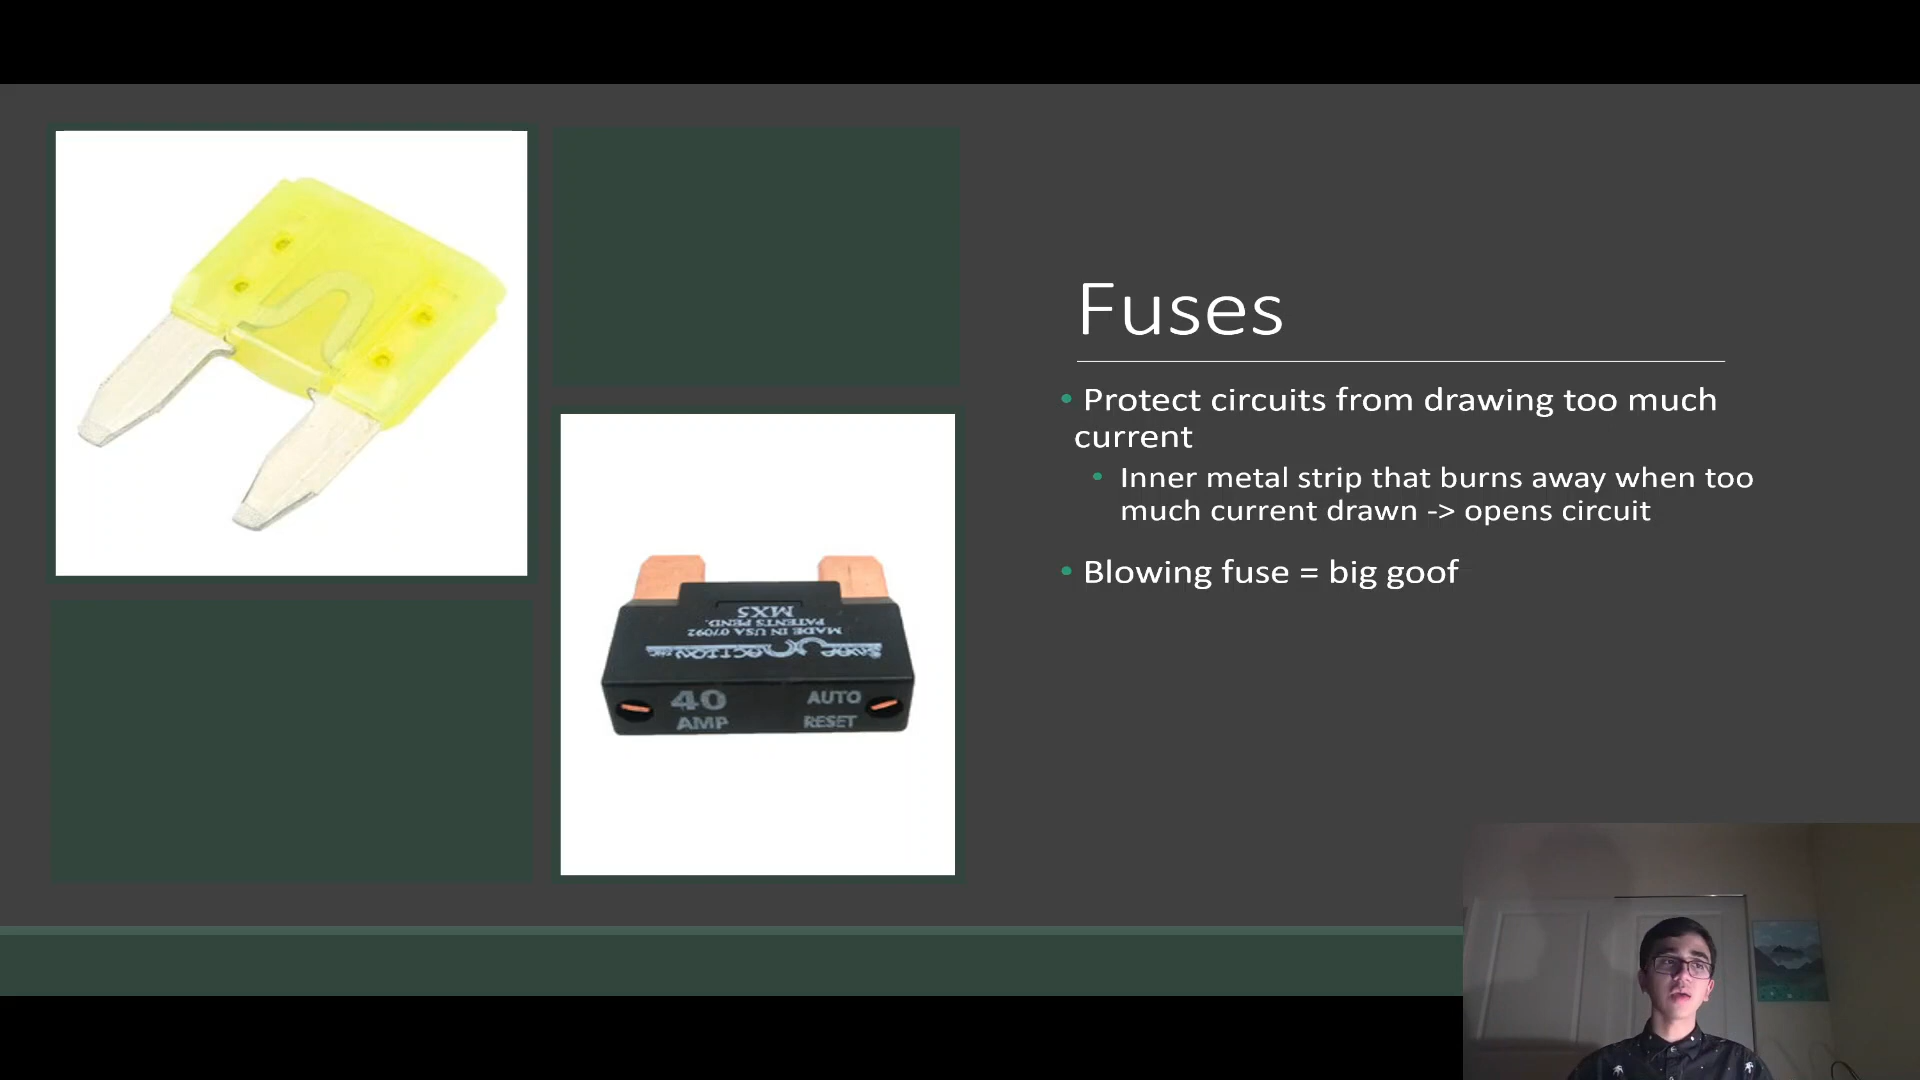 Fuses
• Protect circuits from drawing too much
current
• Inner metal strip that burns away when too
much current drawn -> opens circuit
• Blowing fuse = big goof
MX5
PATENTS PEND.
MADE IN USA 07092
40
AMP
AUTO
RESET